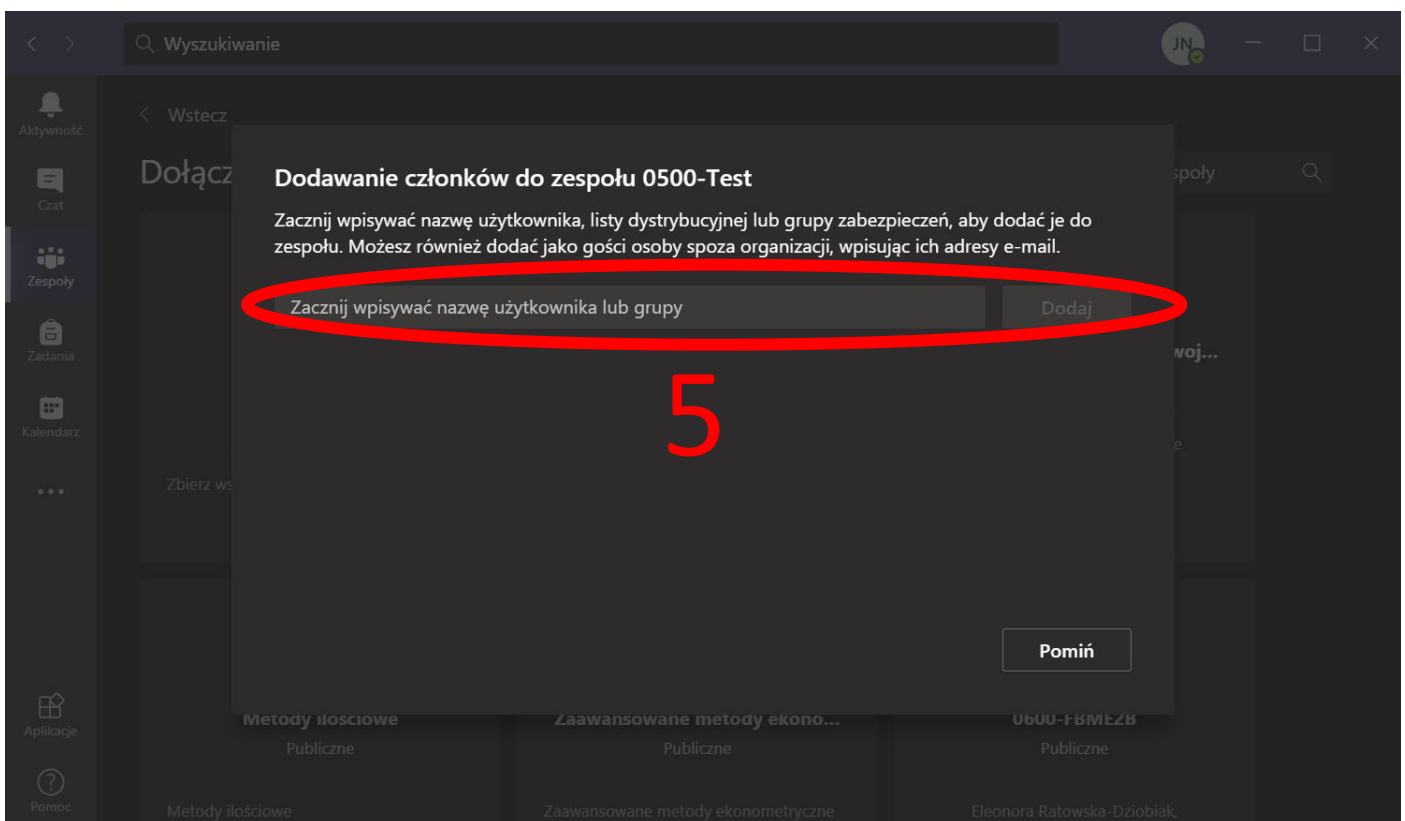 Wyszukiwanie
JN
Aktywność
Wstecz
Czat
Dołącz
społy
Zespoły
Zadania
Kalendarz
Dodawanie członków do zespołu 0500-Test
Zacznij wpisywać nazwę użytkownika, listy dystrybucyjnej lub grupy zabezpieczeń, aby dodać je do
zespołu. Możesz również dodać jako gości osoby spoza organizacji, wpisując ich adresy e-mail.
Zacznij wpisywać nazwę użytkownika lub grupy
Dodaj
woj...
5
e
Zbierz ws
Pomiń
Aplikacje
Pomoc
Metody ilościowe
Zaawansowane metody ekono...
0600-FBME2B
Publiczne
Publiczne
Publiczne
Metody ilościowe
Zaawansowane metody ekonometryczne
Eleonora Ratowska-Dziobiak,